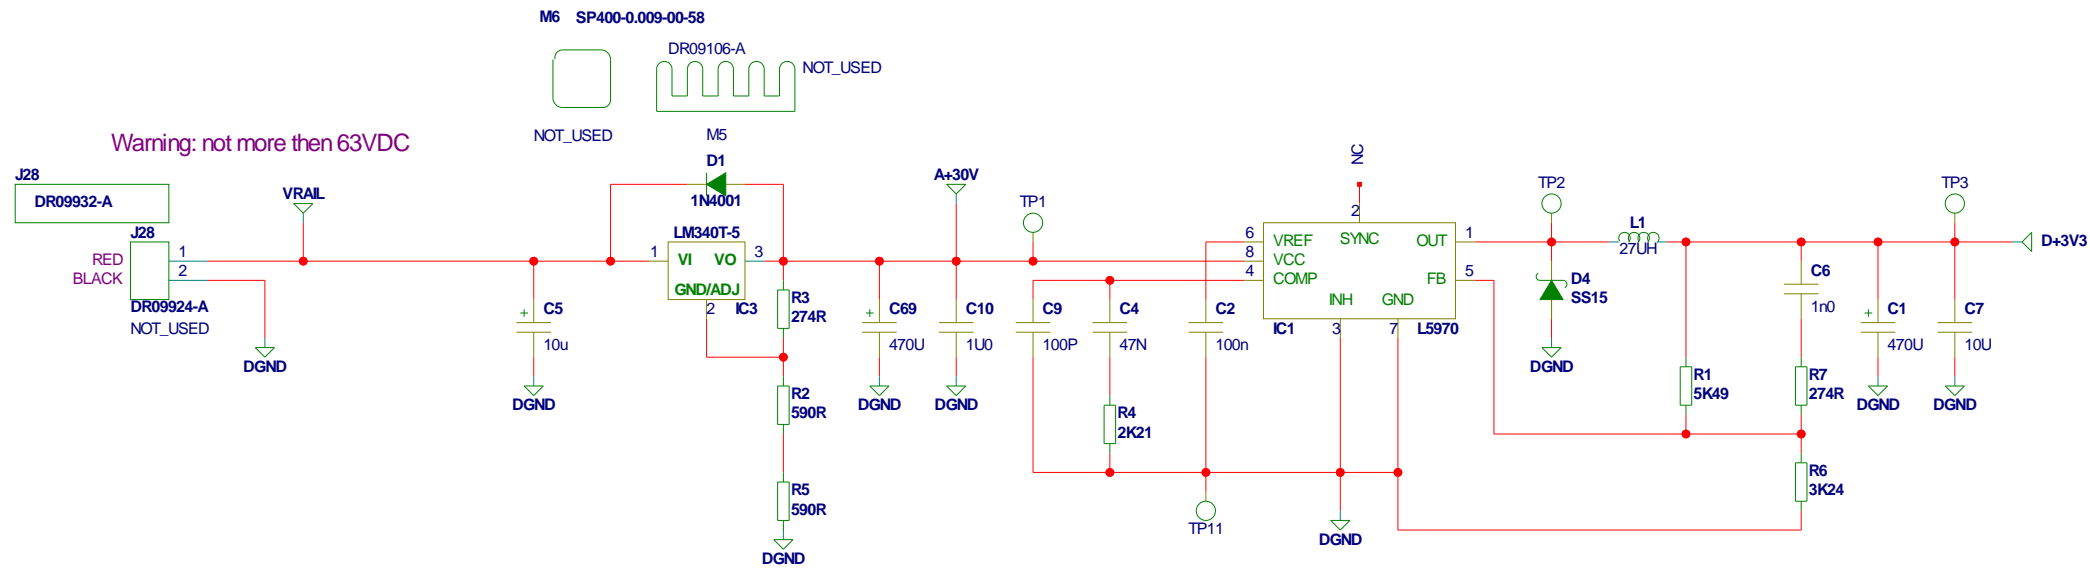 M6 SP400-0.009-00-58
DR09106-A
NOT_USED
NOT_USED
M5
Warning: not more then 63VDC
J28
DR09932-A
J28
RED
BLACK
1
2
DR09924-A
NOT_USED
DGND
VRAIL
C5
+
10u
DGND
D1
1N4001
LM340T-5
1
VI
VO
3
GND/ADJ
2
IC3
R3
274R
R2
590R
R5
590R
DGND
C69
+
470U
DGND
A+30V
C10
1U0
DGND
TP1
C9
100P
C4
47N
R4
2K21
C2
100n
TP11
NC
2
6
VREF
SYNC
OUT
1
8
VCC
4
COMP
FB
5
INH
GND
IC1
3
7
L5970
DGND
TP2
D4
SS15
DGND
L1
27UH
R1
5K49
C6
1n0
R7
274R
R6
3K24
C1
+
470U
DGND
TP3
C7
10U
DGND
D+3V3